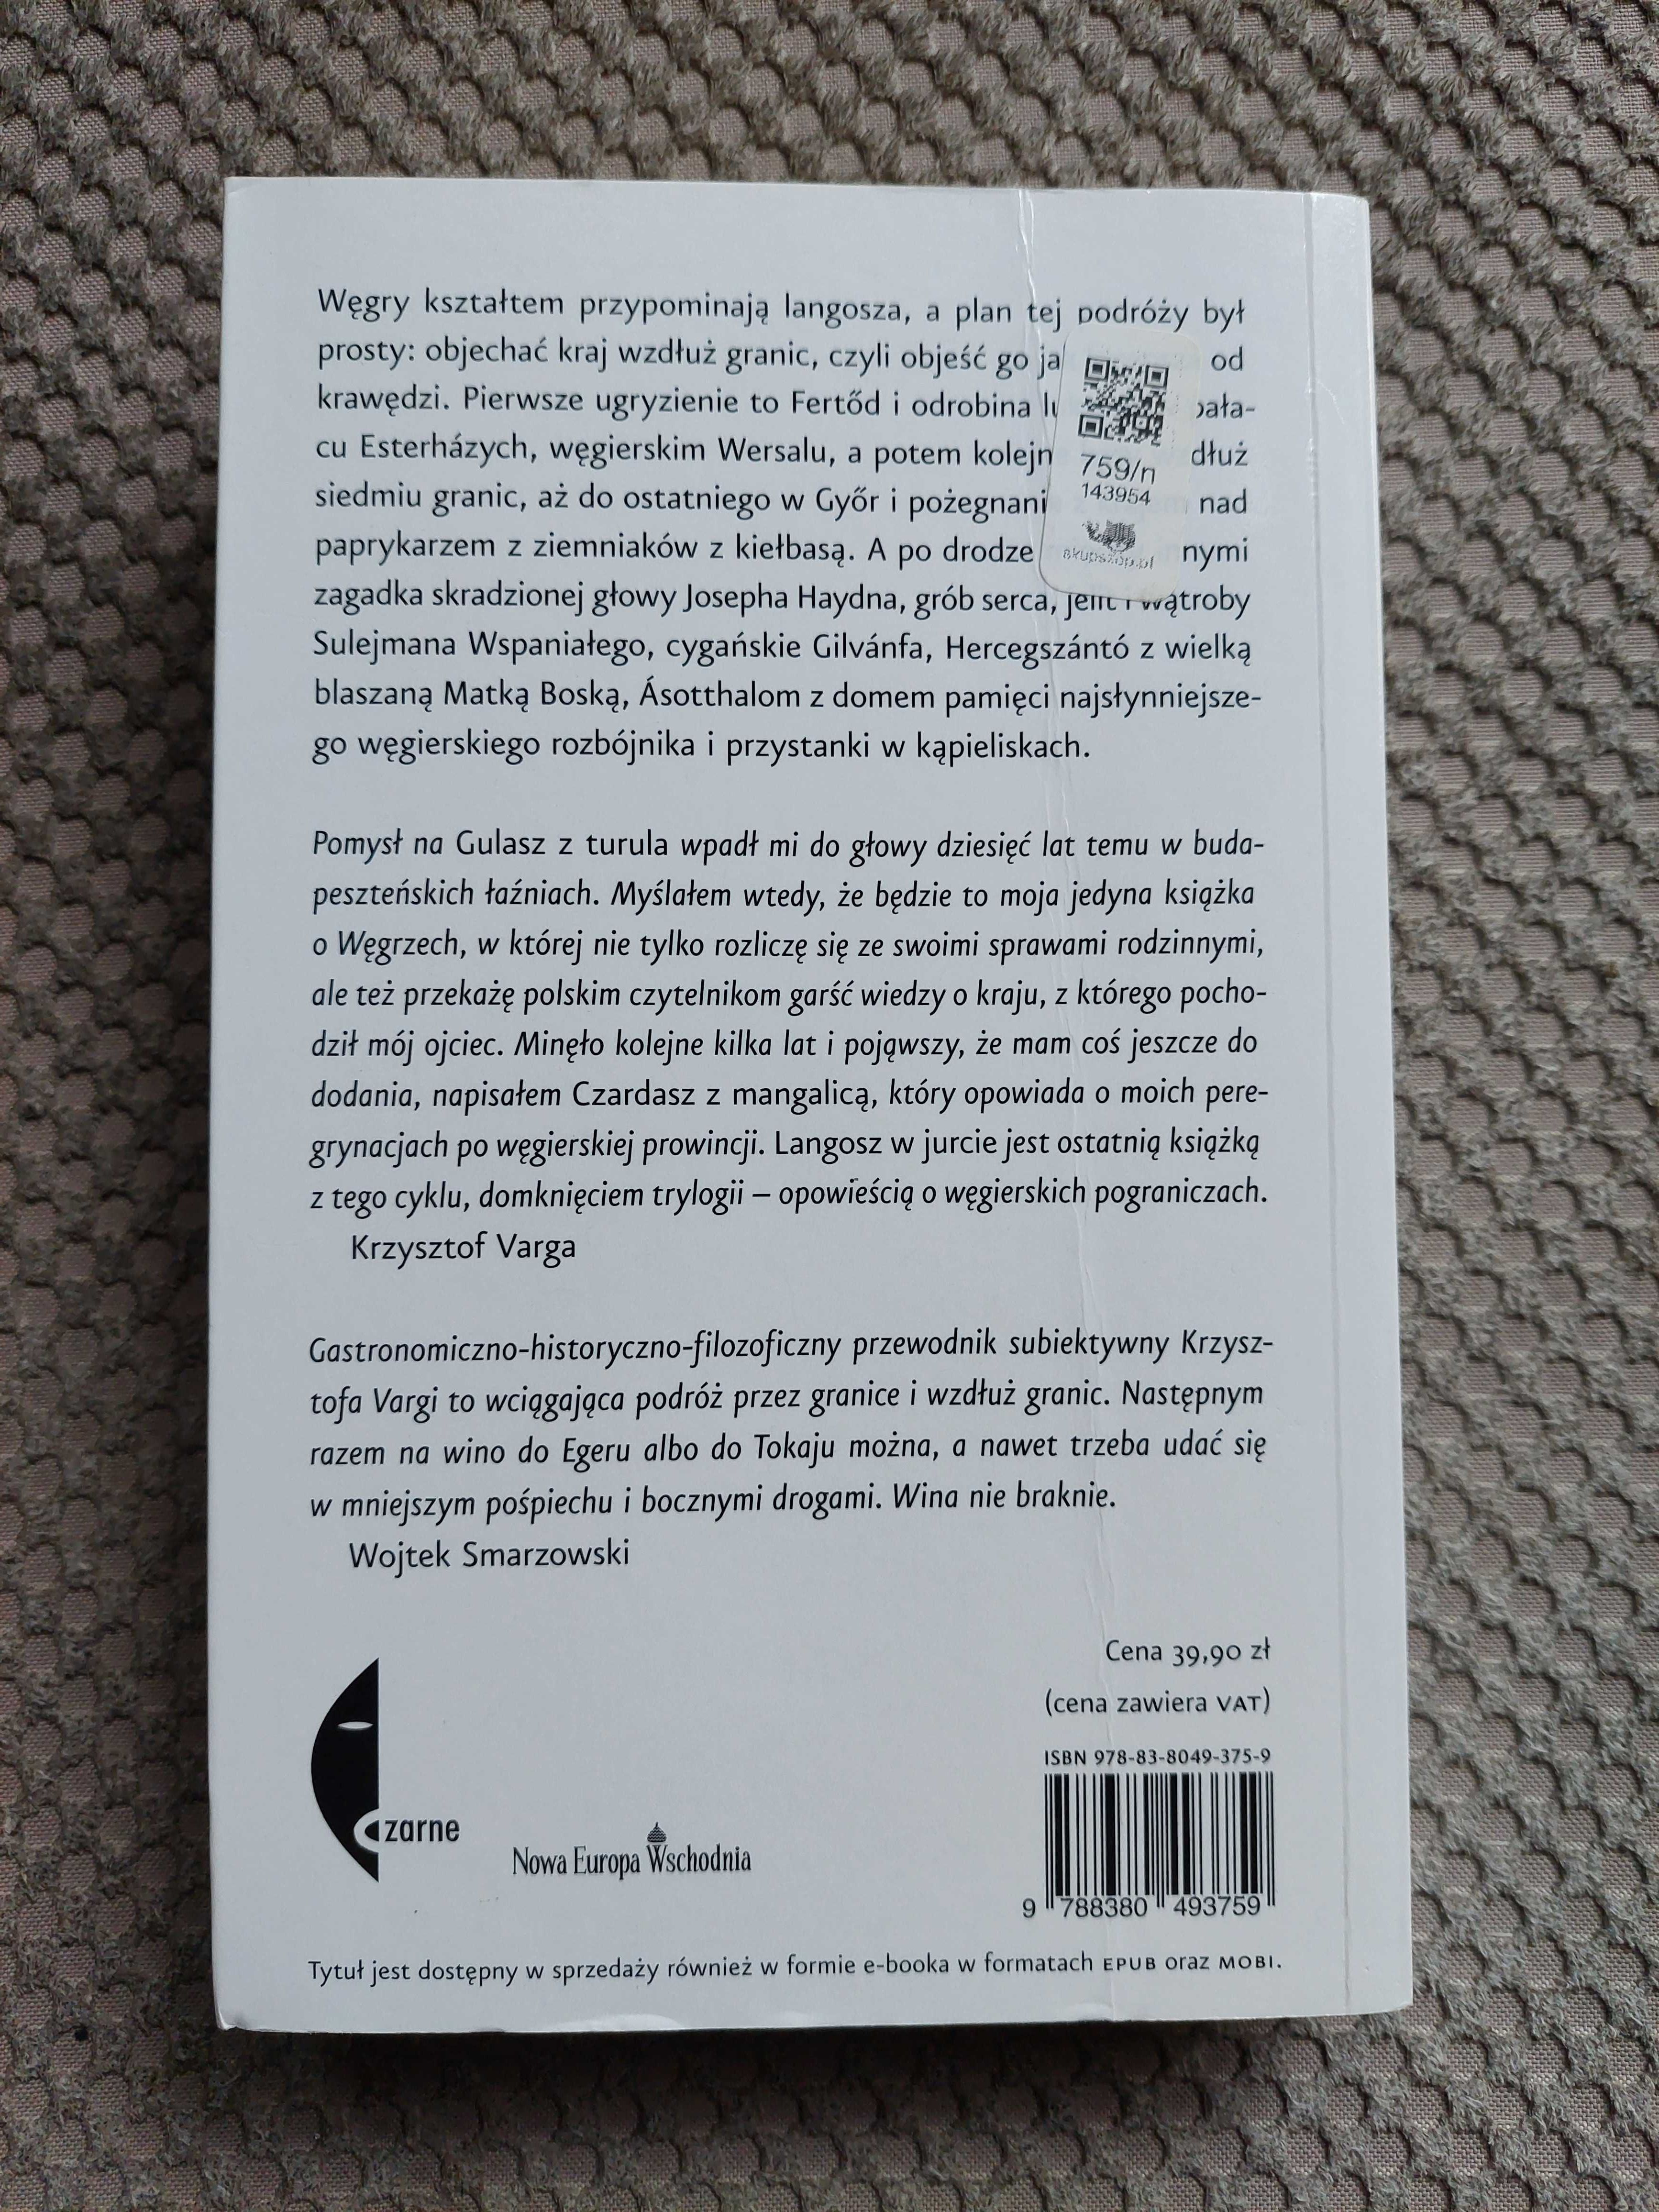 Węgry kształtem przypominają langosza, a plan tej podróży był
prosty: objechać kraj wzdłuż granic, czyli objeść go od
krawędzi. Pierwsze ugryzienie to Fertőd i odrobina
cu Esterházych, węgierskim Wersalu, a potem
siedmiu granic, aż do ostatniego w Győr i nad
paprykarzem z ziemniaków z kiełbasą. A po drodze
zagadka skradzionej głowy Josepha Haydna, grób serca, jelit i wątroby
Sulejmana Wspaniałego, cygańskie Gilvánfa, Hercegszántó z wielką
blaszaną Matką Boską, Ásotthalom z domem pamięci najsłynniejsze-
go węgierskiego rozbójnika i przystanki w kąpieliskach.
759/n
143954
skupszop.pl
Pomysł na Gulasz z turula wpadł mi do głowy dziesięć lat temu w buda-
peszteńskich łaźniach. Myślałem wtedy, że będzie to moja jedyna książka
o Węgrzech, w której nie tylko rozliczę się ze swoimi sprawami rodzinnymi,
ale też przekażę polskim czytelnikom garść wiedzy o kraju, z którego pocho-
dził mój ojciec. Minęło kolejne kilka lat i pojąwszy, że mam coś jeszcze do
dodania, napisałem Czardasz z mangalicą, który opowiada o moich pere-
grynacjach po węgierskiej prowincji. Langosz w jurcie jest ostatnią książką
z tego cyklu, domknięciem trylogii – opowieścią o węgierskich pograniczach.
Krzysztof Varga
Gastronomiczno-historyczno-filozoficzny przewodnik subiektywny Krzysz-
tofa Vargi to wciągająca podróż przez granice i wzdłuż granic. Następnym
razem na wino do Egeru albo do Tokaju można, a nawet trzeba udać się
w mniejszym pośpiechu i bocznymi drogami. Wina nie braknie.
Wojtek Smarzowski
Cena 39,90 zł
(cena zawiera VAT)
ISBN 978-83-8049-375-9
czarne
Nowa Europa Wschodnia
9 788380 493759
Tytuł jest dostępny w sprzedaży również w formie e-booka w formatach EPUB oraz MOBI.